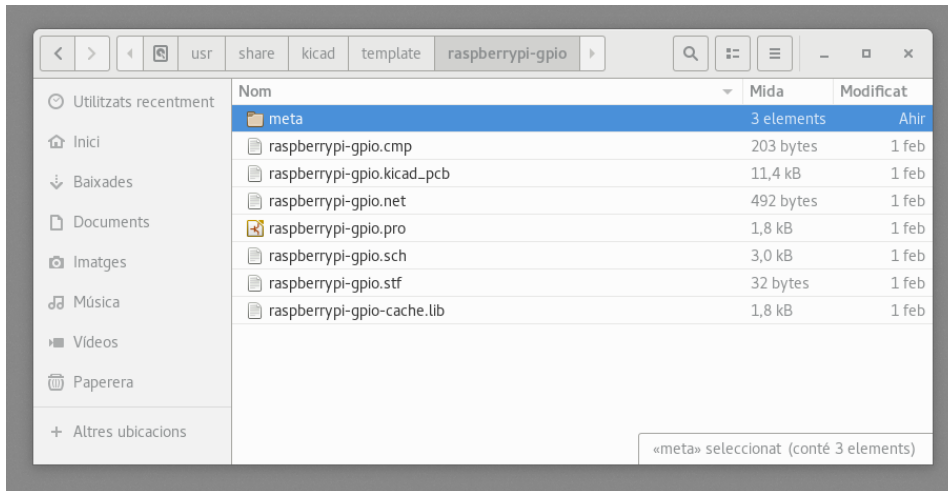 usr share kicad template raspberrypi-gpio
Nom Mida Modificat
Utilitzats recentment
Inici
Baixades
Documents
Imatges
Música
Vídeos
Paperera
Altres ubicacions
meta 3 elements Ahir
raspberrypi-gpio.cmp 203 bytes 1 feb
raspberrypi-gpio.kicad_pcb 11,4 kB 1 feb
raspberrypi-gpio.net 492 bytes 1 feb
raspberrypi-gpio.pro 1,8 kB 1 feb
raspberrypi-gpio.sch 3,0 kB 1 feb
raspberrypi-gpio.stf 32 bytes 1 feb
raspberrypi-gpio-cache.lib 1,8 kB 1 feb
«meta» seleccionat (conté 3 elements)